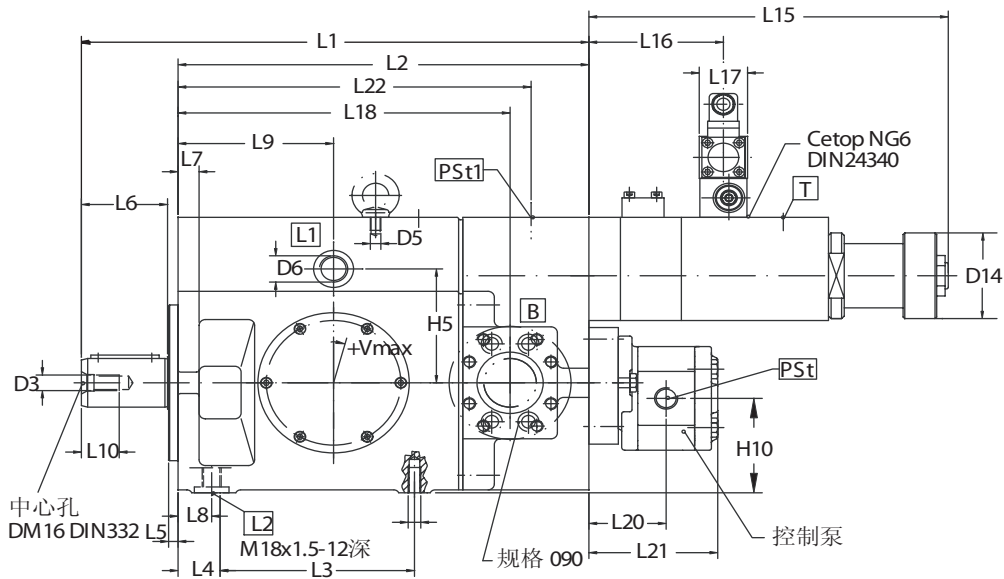 L15
L1
L16
L2
L22
L17
L18
Cetop NG6
DIN24340
L9
L7
PSt1
T
L6
L1
D5
D6
D14
H5
B
+Vmax
D3
PSt
L10
H10
中心孔
DM16 DIN332
L5
L8
L2
L20
控制泵
M18x1.5-12深
规格 090
L21
L4
L3